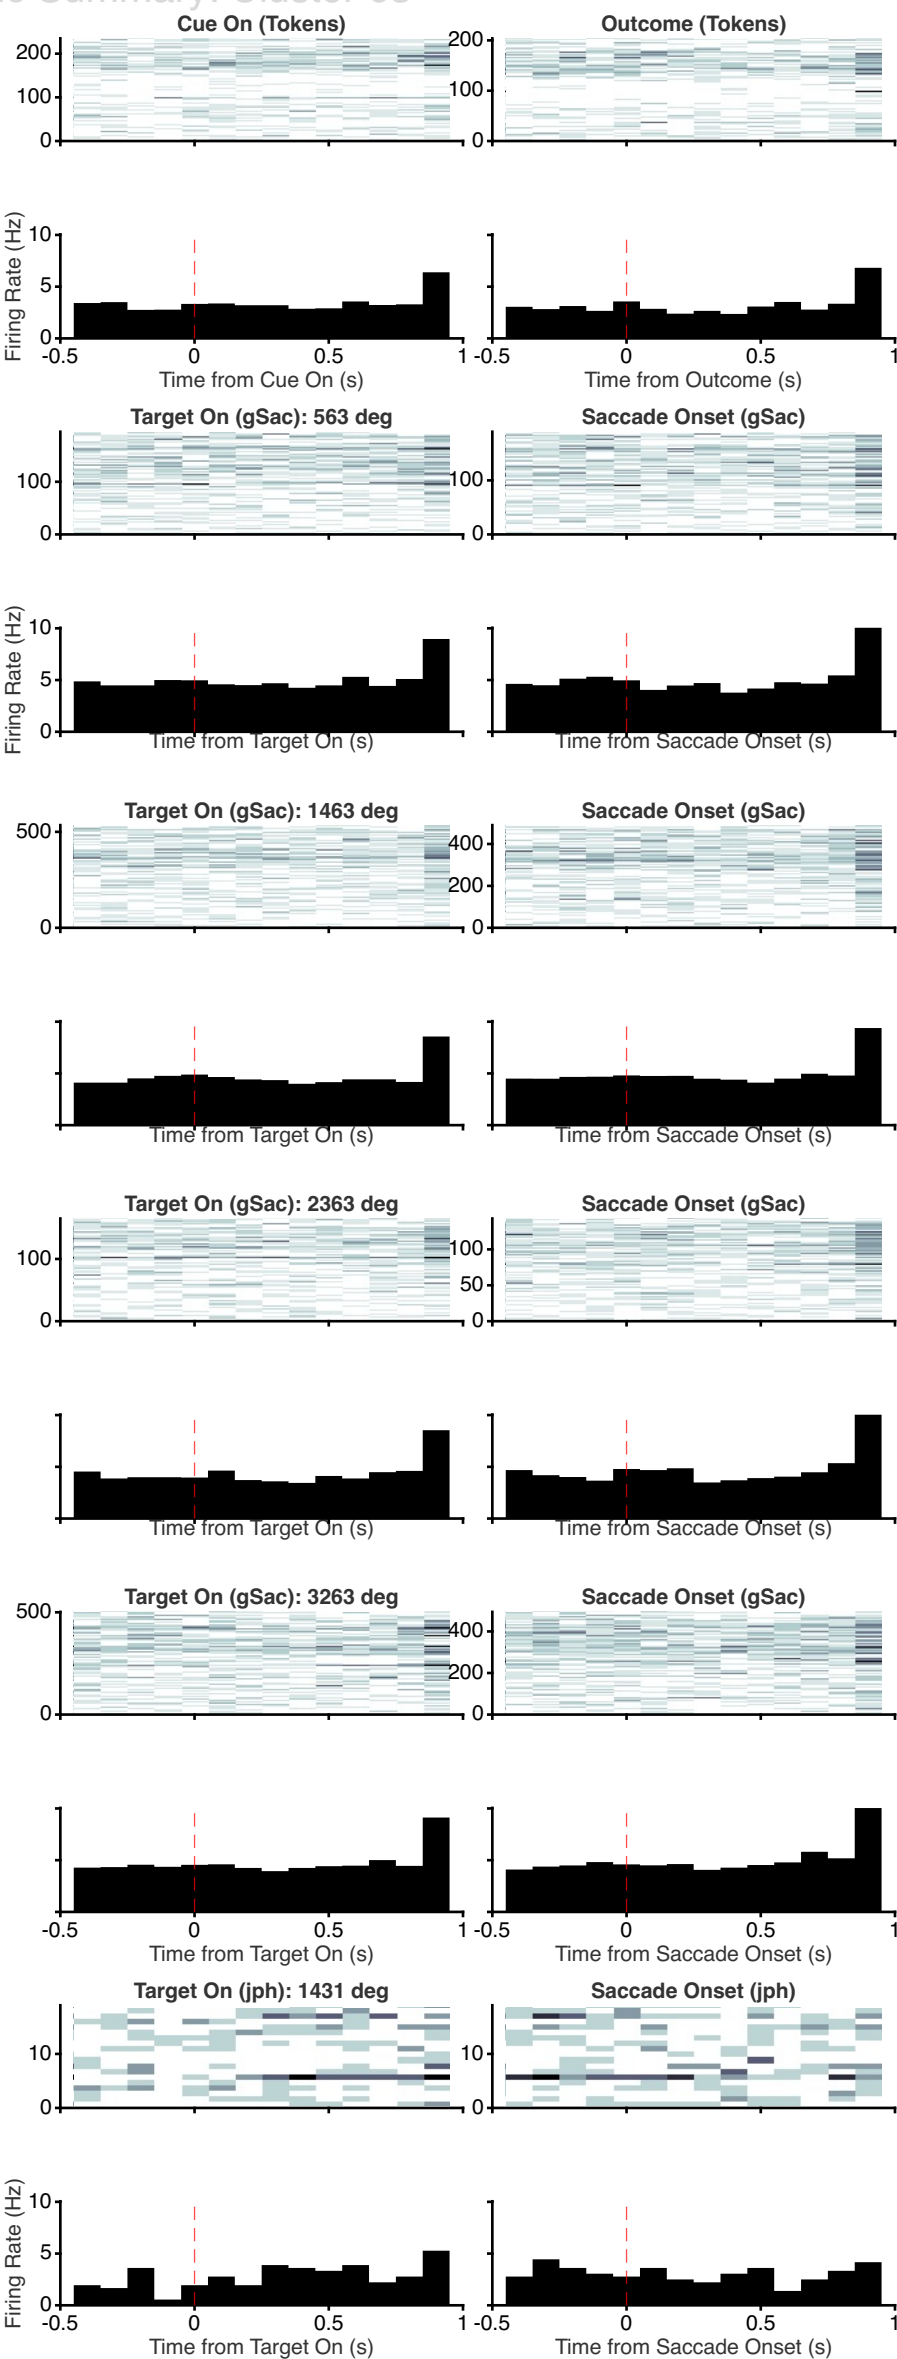 Summary: Cluster
Cue On (Tokens) Outcome (Tokens)
200 200
100 100
0 0
10
5
0
Firing Rate (Hz)
-0.5 0 0.5 1 -0.5 0 0.5 1
Time from Cue On (s) Time from Outcome (s)
Target On (gSac): 563 deg Saccade Onset (gSac)
100 100
0 0
10
5
0
Firing Rate (Hz)
Time from Target On (s) Time from Saccade Onset (s)
Target On (gSac): 1463 deg Saccade Onset (gSac)
500 400
200
0 0
Time from Target On (s) Time from Saccade Onset (s)
Target On (gSac): 2363 deg Saccade Onset (gSac)
100 100
50
0 0
Time from Target On (s) Time from Saccade Onset (s)
Target On (gSac): 3263 deg Saccade Onset (gSac)
500 400
200
0 0
-0.5 0 0.5 1 -0.5 0 0.5 1
Time from Target On (s) Time from Saccade Onset (s)
Target On (jph): 1431 deg Saccade Onset (jph)
10 10
0 0
10
5
0
Firing Rate (Hz)
-0.5 0 0.5 1 -0.5 0 0.5 1
Time from Target On (s) Time from Saccade Onset (s)